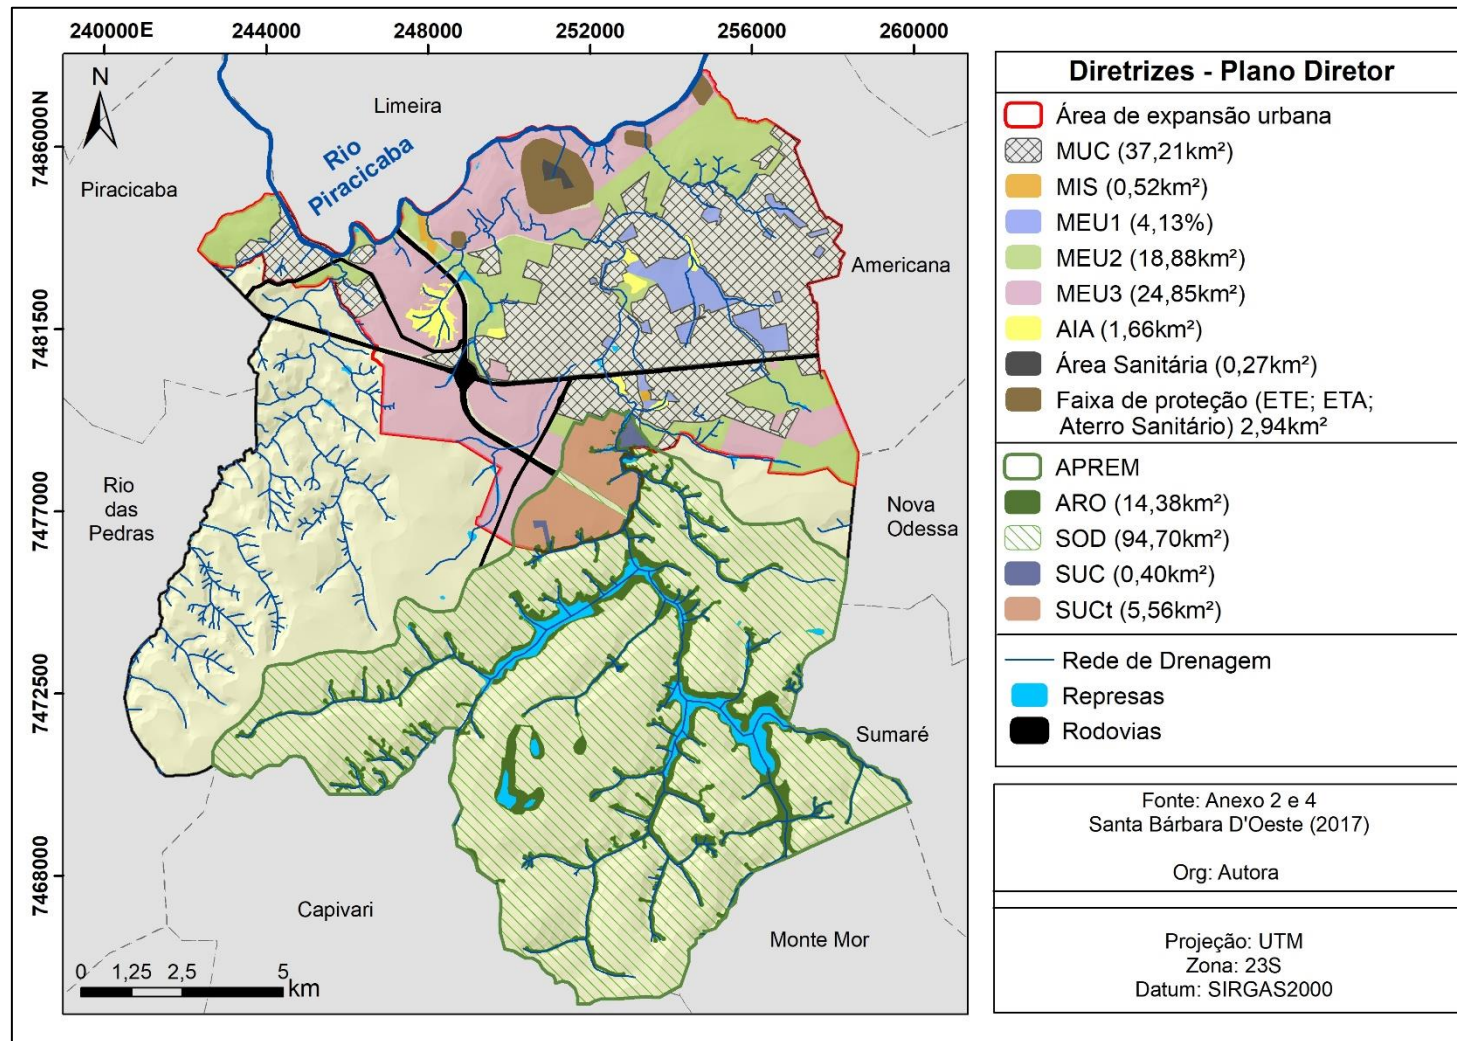 240000E
244000
248000
252000
256000
260000
N
Limeira
Rio
Piracicaba
Piracicaba
Americana
Rio
das
Pedras
Nova
Odessa
Sumaré
Capivari
Monte Mor
7486000N
7481500
7477000
7472500
7468000
0 1,25 2,5 5
km
Diretrizes - Plano Diretor
Área de expansão urbana
MUC (37,21km²)
MIS (0,52km²)
MEU1 (4,13%)
MEU2 (18,88km²)
MEU3 (24,85km²)
AIA (1,66km²)
Área Sanitária (0,27km²)
Faixa de proteção (ETE; ETA;
Aterro Sanitário) 2,94km²
APREM
ARO (14,38km²)
SOD (94,70km²)
SUC (0,40km²)
SUCt (5,56km²)
Rede de Drenagem
Represas
Rodovias
Fonte: Anexo 2 e 4
Santa Bárbara D'Oeste (2017)
Org: Autora
Projeção: UTM
Zona: 23S
Datum: SIRGAS2000